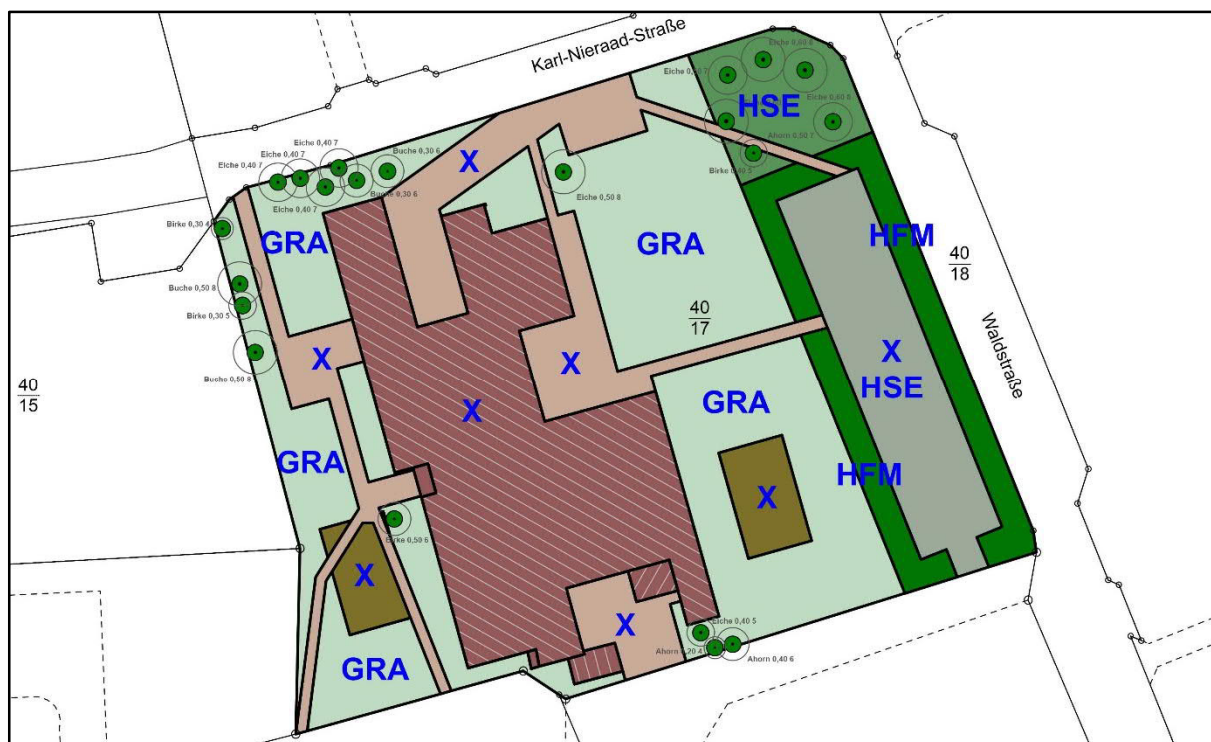 Karl-Nieraad-Straße
Eiche 0,60 8
HSE
Eiche 0,60 8
Ahorn 0,50 7
Eiche 0,40 7
Eiche 0,40 7
Buche 0,30 6
X
Eiche 0,40 7
Birke 0,40 5
Eiche 0,40 7
Buche 0,30 6
Eiche 0,50 8
Birke 0,30 4
GRA
GRA
HFM
40
18
Buche 0,50 8
Birke 0,30 5
40
17
Waldstraße
X
X
X
Buche 0,50 8
40
15
HSE
X
GRA
GRA
HFM
X
Birke 0,50 6
X
X
Eiche 0,40 5
Ahorn 0,20 4
Ahorn 0,40 6
GRA